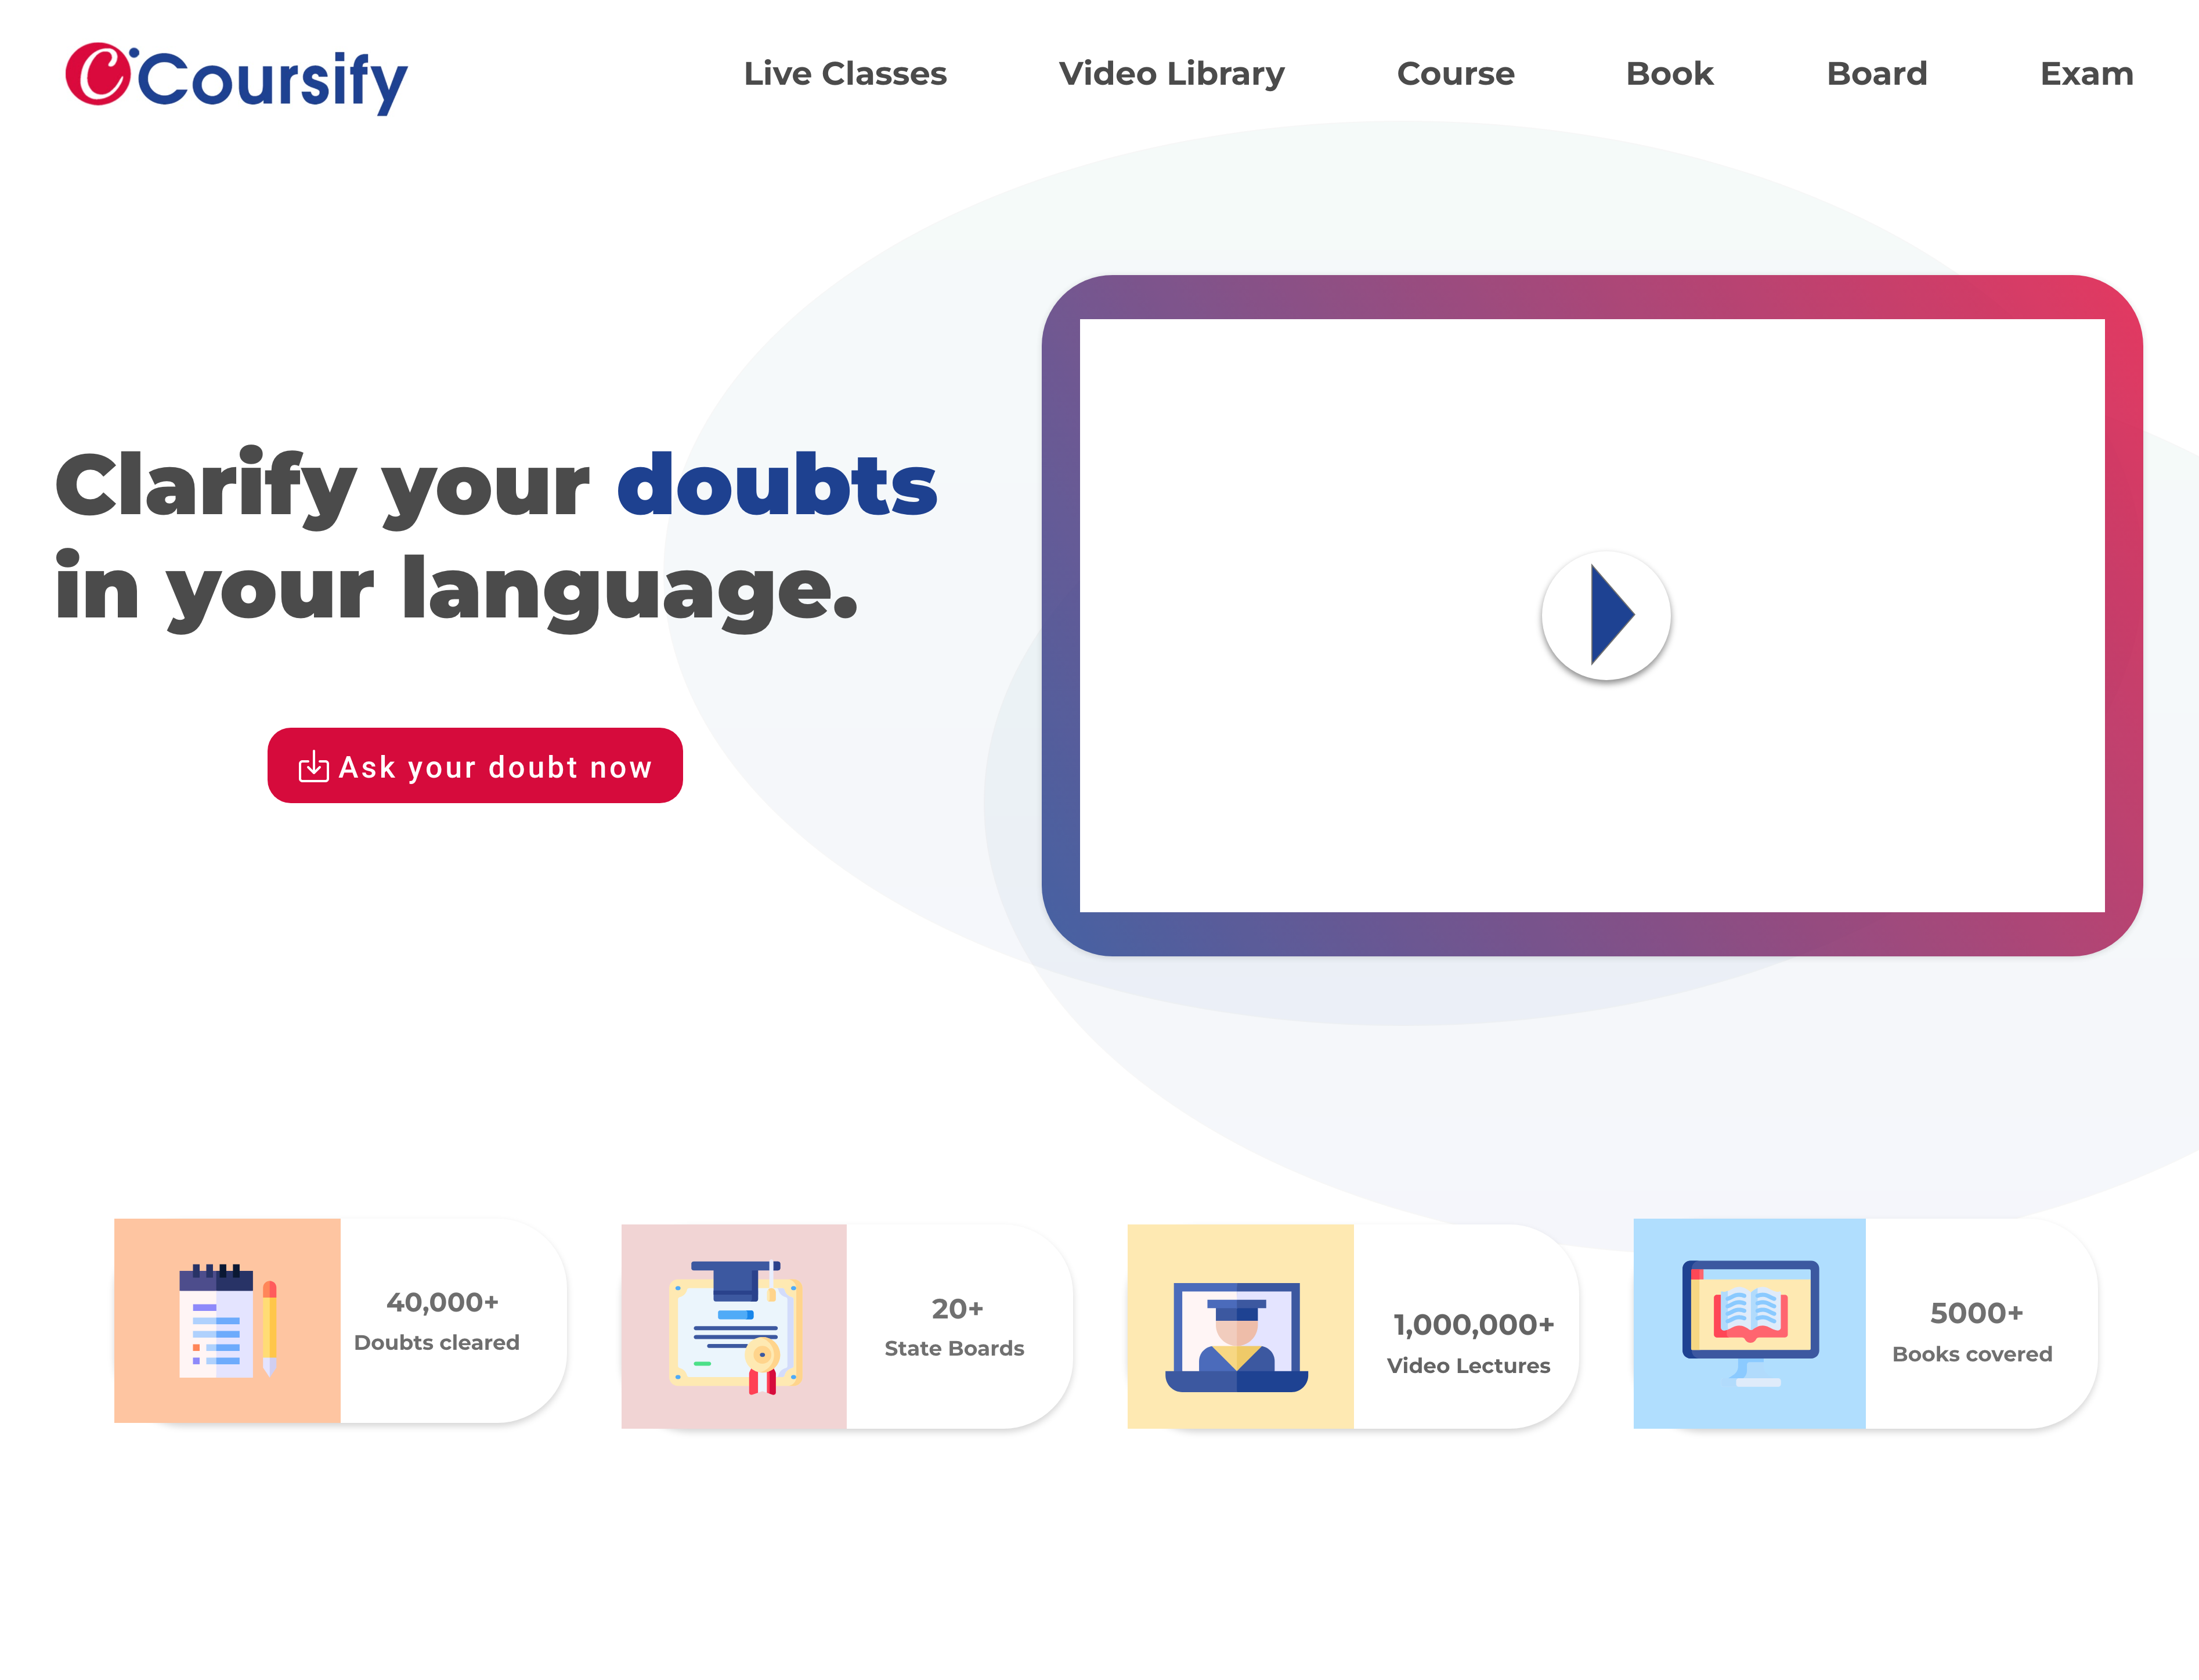 Coursify
Live Classes
Video Library
Course
Book
Board
Exam
Clarify your doubts
in your language.
Ask your doubt now
40,000+
Doubts cleared
20+
State Boards
1,000,000+
Video Lectures
5000+
Books covered